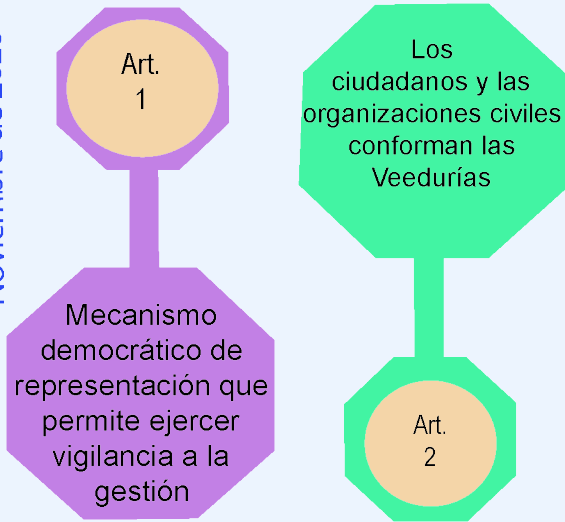 Art.
1
Mecanismo
democrático de
representación que
permite ejercer
vigilancia a la
gestión
Los
ciudadanos y las
organizaciones civiles
conforman las
Veedurías
Art.
2